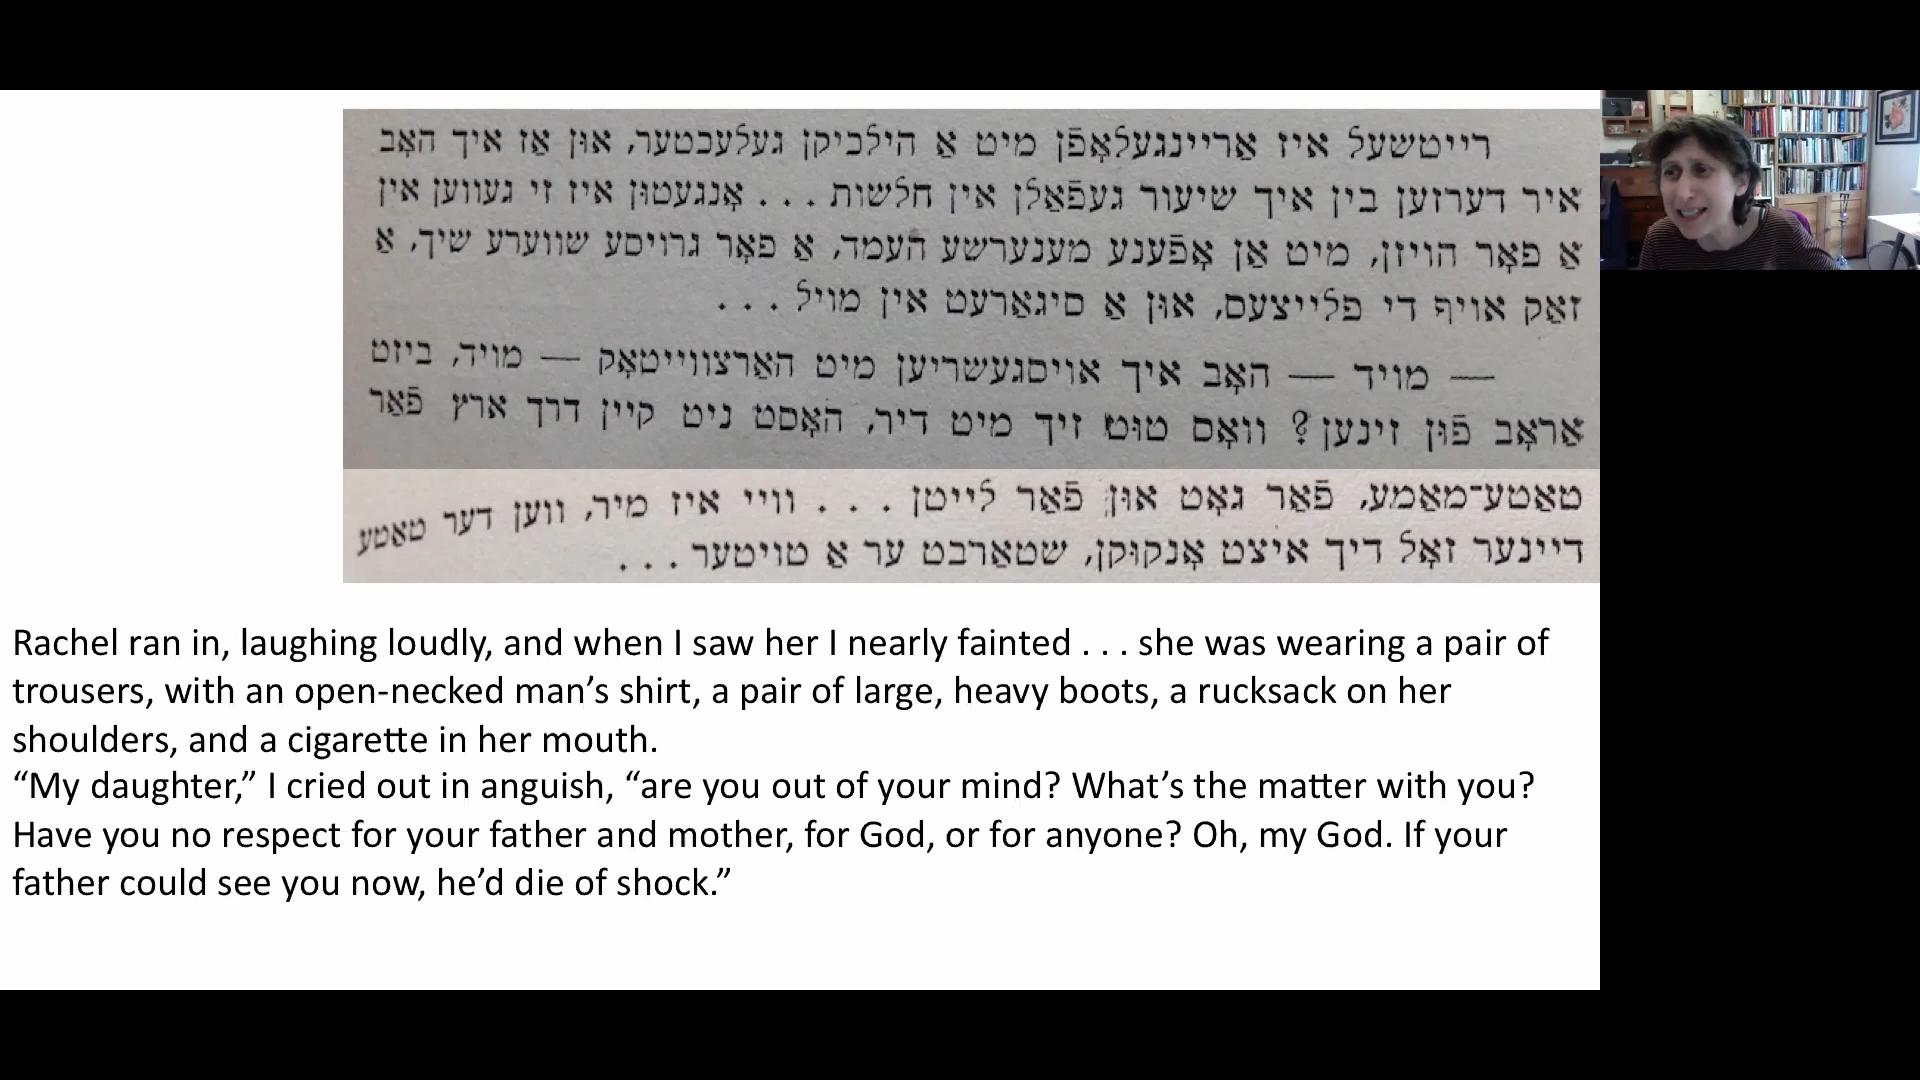 רייטשעל איז אַריינגעלאָפֿן מיט אַ הילכיקן געלעכטער, און אַז איך האָב
איר דערזען בין איך שיעור געפֿאַלן אין חלשות . . . אָנגעטון איז זי געווען אין
אַ פּאָר הויזן, מיט אַן אָפֿענע מענערשע העמד, אַ פּאָר גרויסע שווערע שיך, אַ
זאַק אויף די פּלייצעס, און אַ סיגאַרעט אין מויל . . .
— מויד — האָב איך אויסגעשריען מיט האַרצווייטאָק — מויד, ביזט
אַראָב פֿון זינען? וואָס טוט זיך מיט דיר, האָסט ניט קיין דרך ארץ פֿאַר
טאַטע־מאַמע, פֿאַר גאָט און פֿאַר לייטן . . . וויי איז מיר, ווען דער טאַטע
דיינער זאָל דיך איצט אָנקוקן, שטאַרבט ער אַ טויטער . . .
Rachel ran in, laughing loudly, and when I saw her I nearly fainted . . . she was wearing a pair of
trousers, with an open-necked man’s shirt, a pair of large, heavy boots, a rucksack on her
shoulders, and a cigarette in her mouth.
“My daughter,” I cried out in anguish, “are you out of your mind? What’s the matter with you?
Have you no respect for your father and mother, for God, or for anyone? Oh, my God. If your
father could see you now, he’d die of shock.”